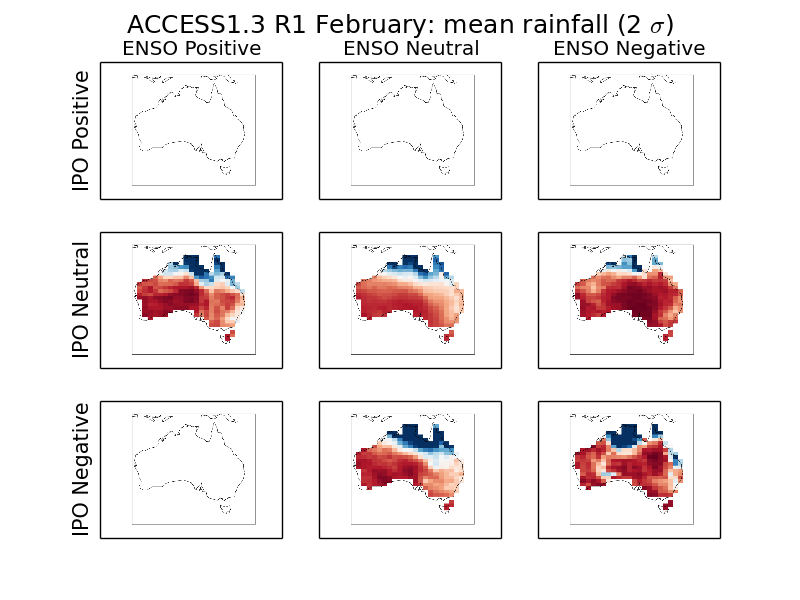 ACCESS1.3 R1 February: mean rainfall (2 σ)
ENSO Positive
ENSO Neutral
ENSO Negative
IPO Positive
IPO Neutral
IPO Negative